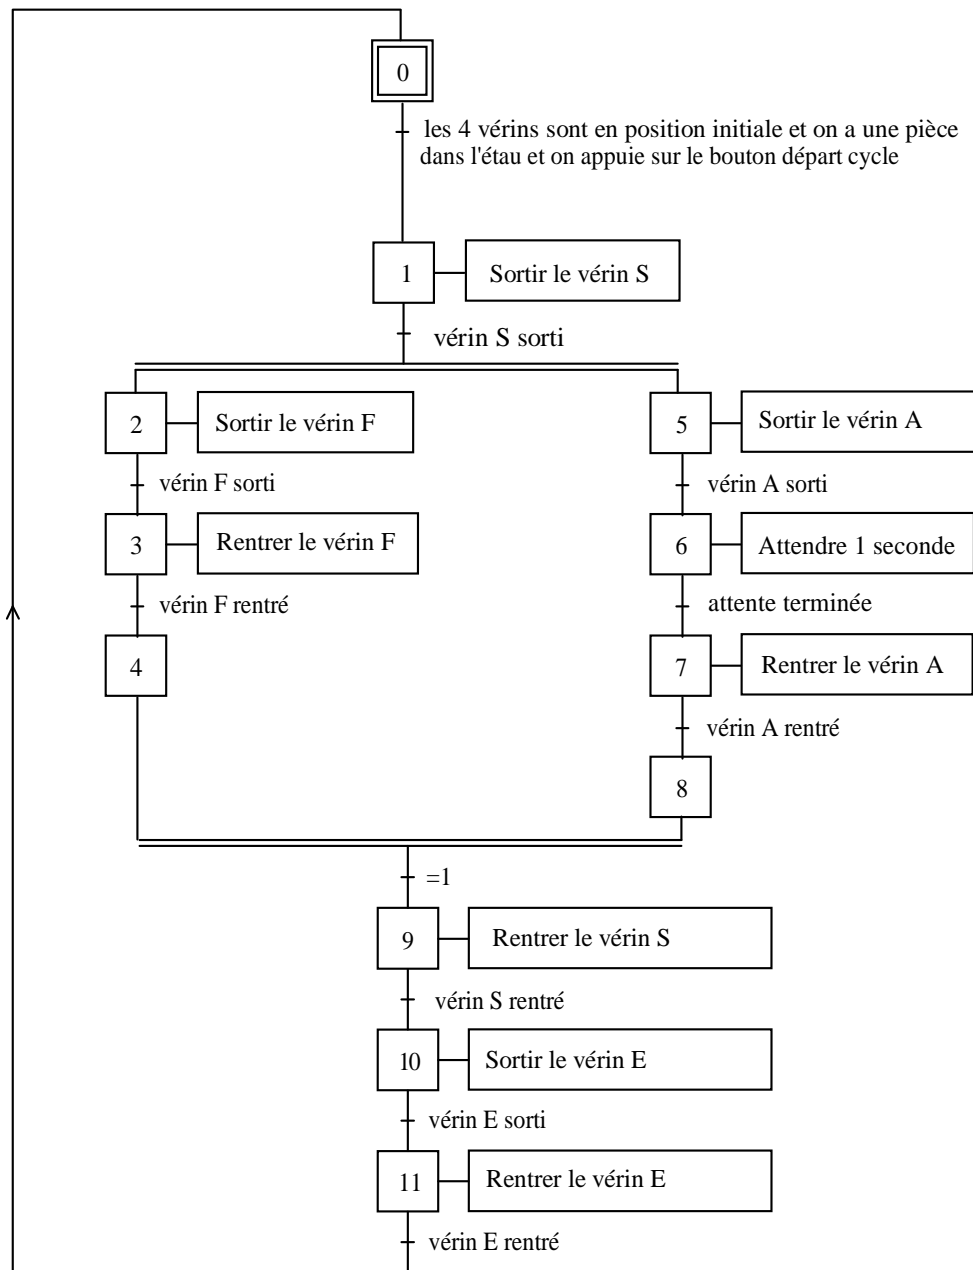 0
les 4 vérins sont en position initiale et on a une pièce
dans l'étau et on appuie sur le bouton départ cycle
1
Sortir le vérin S
vérin S sorti
2
Sortir le vérin F
5
Sortir le vérin A
vérin F sorti
vérin A sorti
3
Rentrer le vérin F
6
Attendre 1 seconde
vérin F rentré
attente terminée
4
7
Rentrer le vérin A
vérin A rentré
8
=1
9
Rentrer le vérin S
vérin S rentré
10
Sortir le vérin E
vérin E sorti
11
Rentrer le vérin E
vérin E rentré